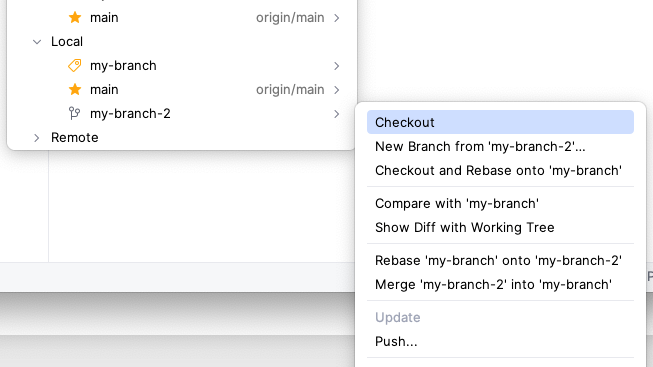 main origin/main
Local
my-branch
main origin/main
my-branch-2
Remote
Checkout
New Branch from 'my-branch-2'...
Checkout and Rebase onto 'my-branch'
Compare with 'my-branch'
Show Diff with Working Tree
Rebase 'my-branch' onto 'my-branch-2'
Merge 'my-branch-2' into 'my-branch'
Update
Push...